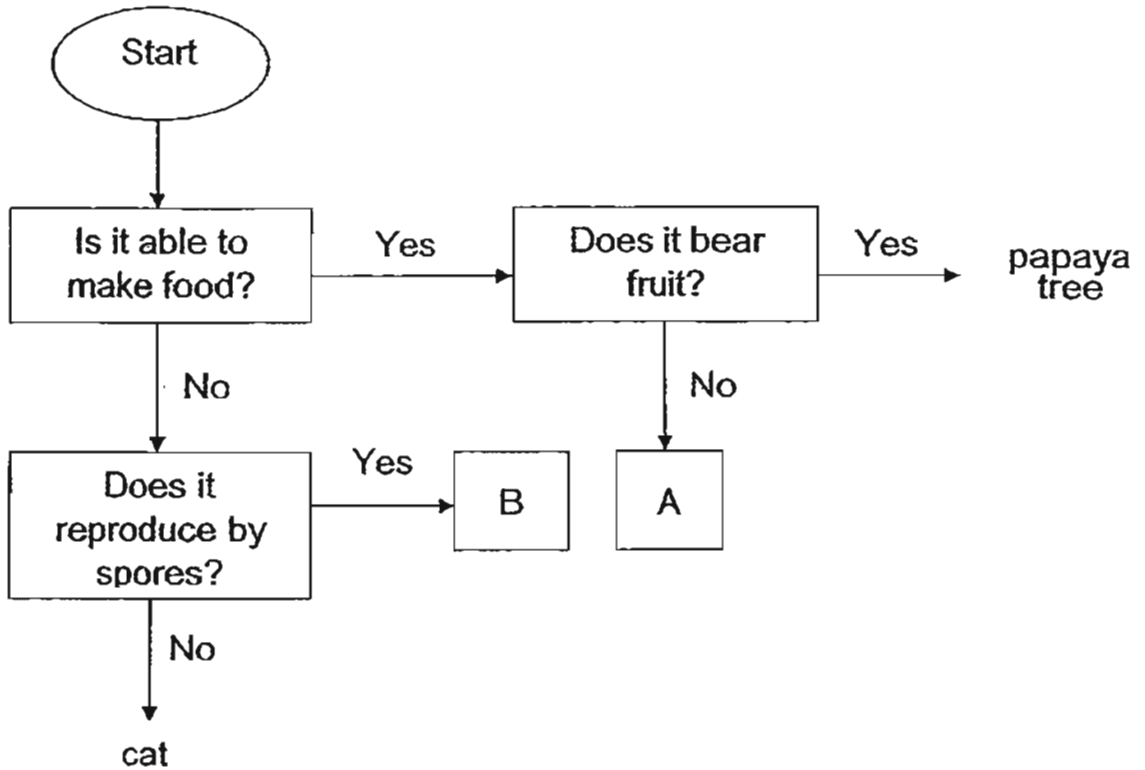 Start
Is it able to
make food?
Yes
Does it bear
fruit?
Yes
papaya
tree
No
No
Does it
reproduce by
spores?
Yes
B
A
No
cat